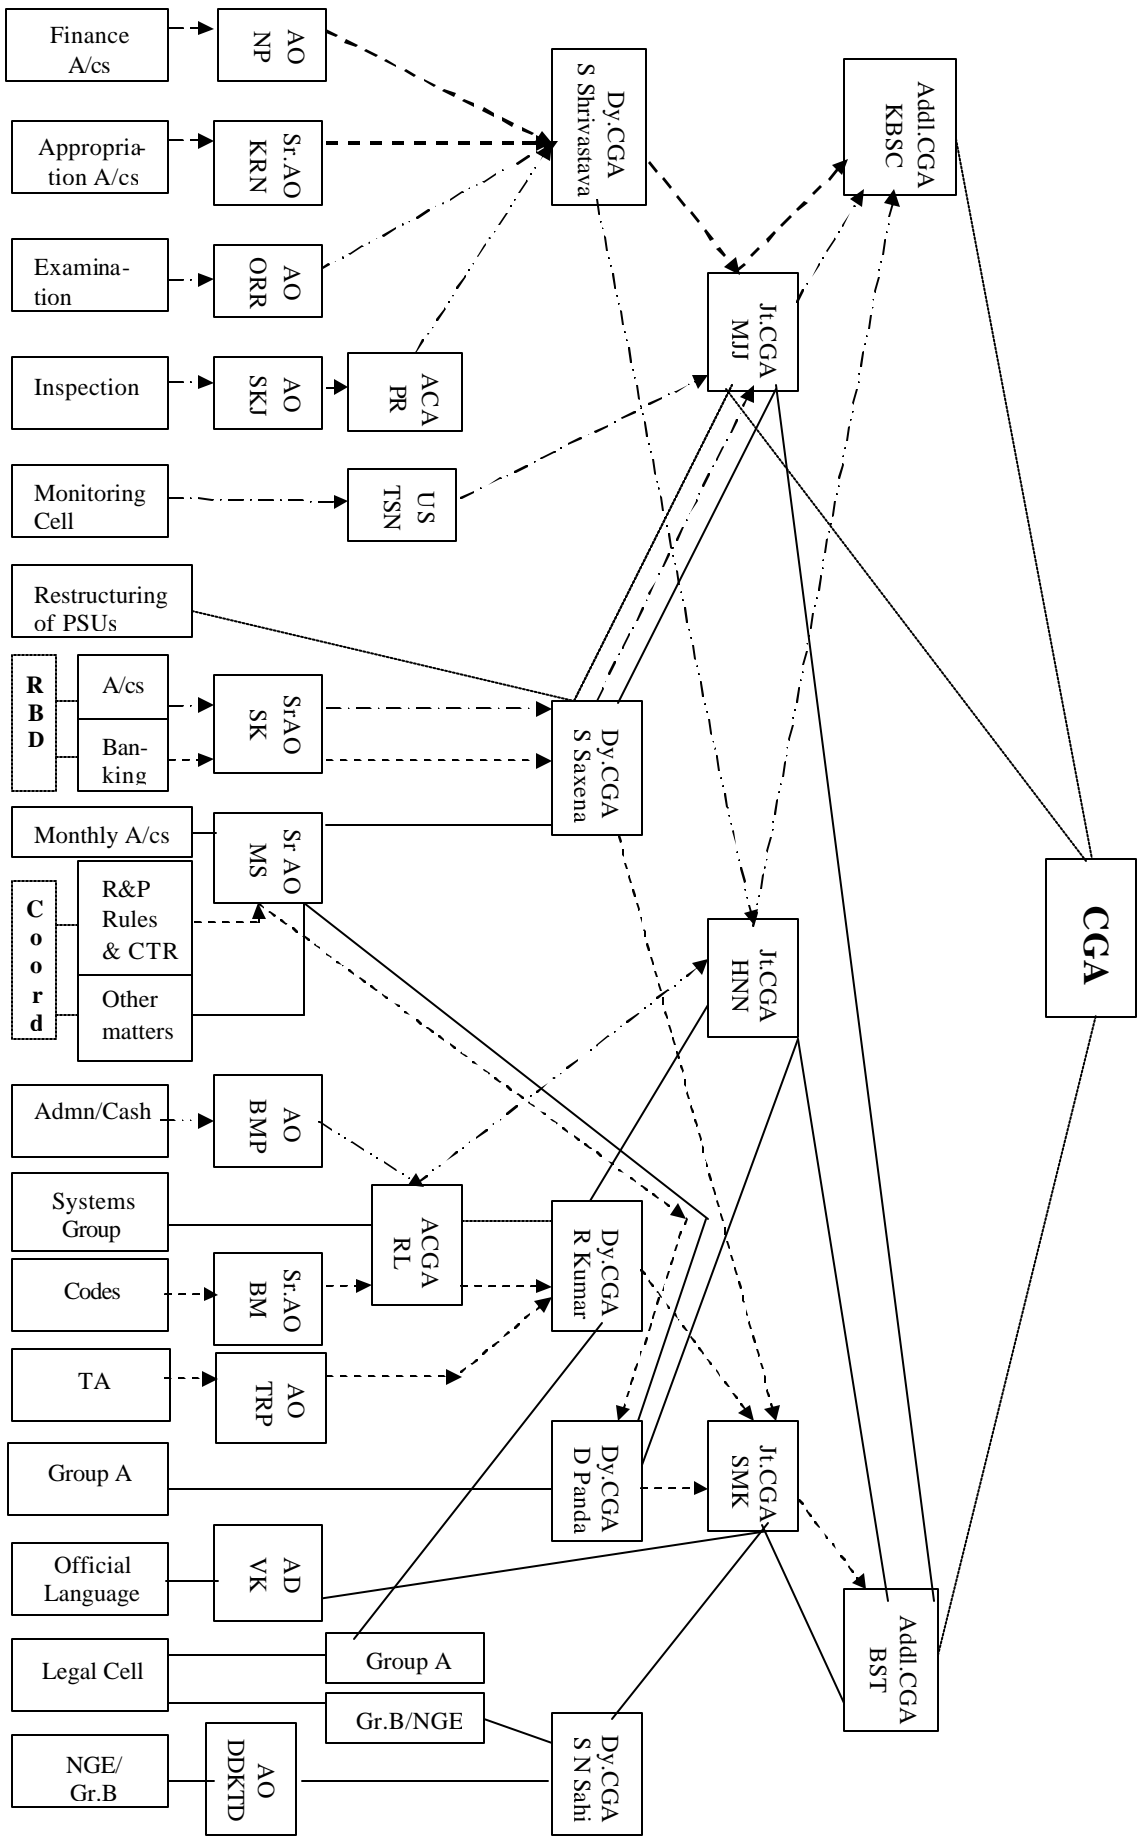 Finance
A/cs
AO
NP
Dy.CGA
S Shrivastava
Addl.CGA
KBSC
Appropria-
tion A/cs
Sr.AO
KRN
Examina-
tion
AO
ORR
Jt.CGA
MJJ
Inspection
AO
SKJ
ACA
PR
Monitoring
Cell
US
TSN
Restructuring
of PSUs
R
B
D
A/cs
Ban-
king
SrAO
SK
Dy.CGA
S Saxena
Monthly A/cs
Sr AO
MS
C
o
o
r
d
R&P
Rules
& CTR
Other
matters
CGA
Jt.CGA
HNN
Admn/Cash
AO
BMP
Systems
Group
ACGA
RL
Dy.CGA
R Kumar
Codes
Sr.AO
BM
TA
AO
TRP
Group A
Dy.CGA
D Panda
Jt.CGA
SMK
Official
Language
AD
VK
Addl.CGA
BST
Legal Cell
Group A
Gr.B/NGE
NGE/
Gr.B
AO
DDKTD
Dy.CGA
S N Sahi